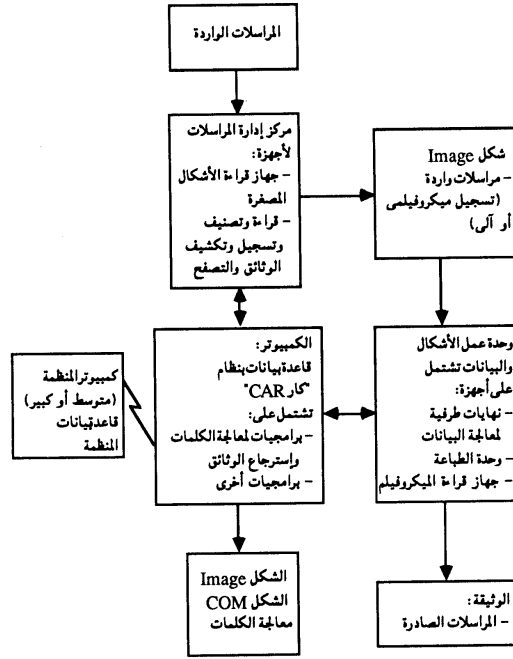 المراسلات الواردة
مركز إدارة المراسلات
لأجهزة:
– جهاز قراءة الأشكال
المصغرة
– قراءة وتصنيف
وتسجيل وتكشيف
الوثائق والتصفح
شكل Image
– مراسلات واردة
(تسجيل ميكروفيلمى
أو آلى)
الكمبيوتر:
قاعدة بيانات بنظام
"كار CAR"
تشتمل على:
– برامجيات لمعالجة الكلمات
وإسترجاع الوثائق
– برامجيات أخرى
وحدة عمل الأشكال
والبيانات تشتمل
على أجهزة:
– نهايات طرفية
لمعالجة البيانات
– وحدة الطباعة
– جهاز قراءة الميكروفيلم
كمبيوتر المنظمة
(متوسط أو كبير)
قاعدة بيانات
المنظمة
الشكل Image
الشكل COM
معالجة الكلمات
الوثيقة:
– المراسلات الصادرة